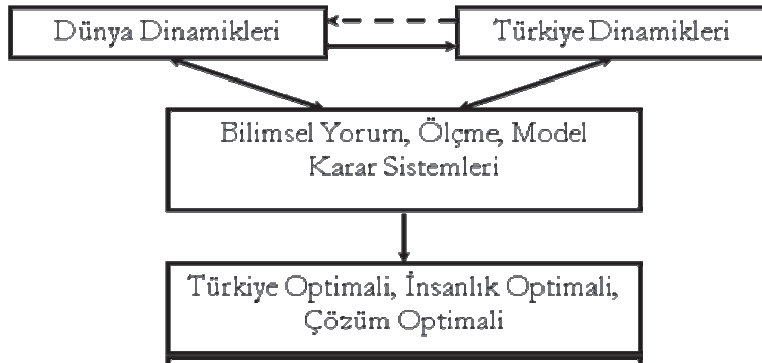 Dünya Dinamikleri
Türkiye Dinamikleri
Bilimsel Yorum, Ölçme, Model
Karar Sistemleri
Türkiye Optimali, İnsanlık Optimali,
Çözüm Optimali